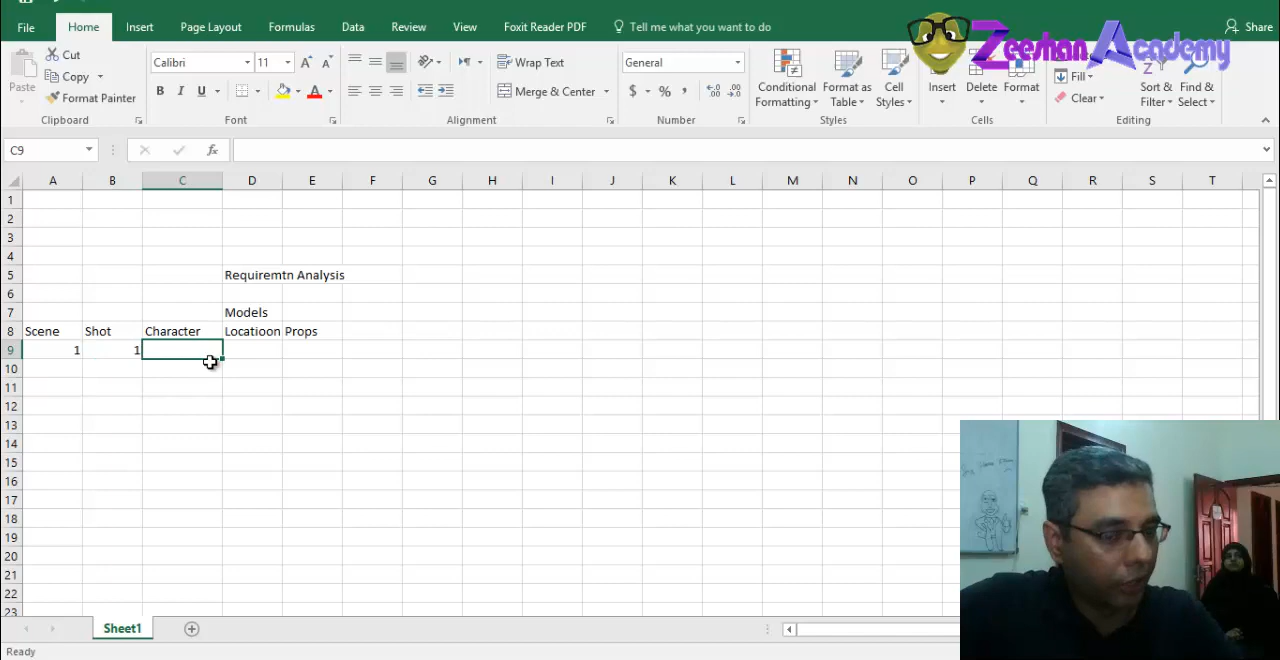 File Home Insert Page Layout Formulas Data Review View Foxit Reader PDF Tell me what you want to do Share
Zeeshan Academy
Paste Cut Copy Format Painter Clipboard
Calibri 11 B I U Font
Wrap Text Merge & Center Alignment
General $ % , Number
Conditional Formatting Format as Table Cell Styles Styles
Insert Delete Format Cells
Fill Clear Sort & Filter Find & Select Editing
C9 fx
A B C D E F G H I J K L M N O P Q R S T
1
2
3
4
5 Requiremtn Analysis
6
7 Models
8 Scene Shot Character Locatioon Props
9 1 1
10
11
12
13
14
15
16
17
18
19
20
21
22
23
Sheet1
Ready